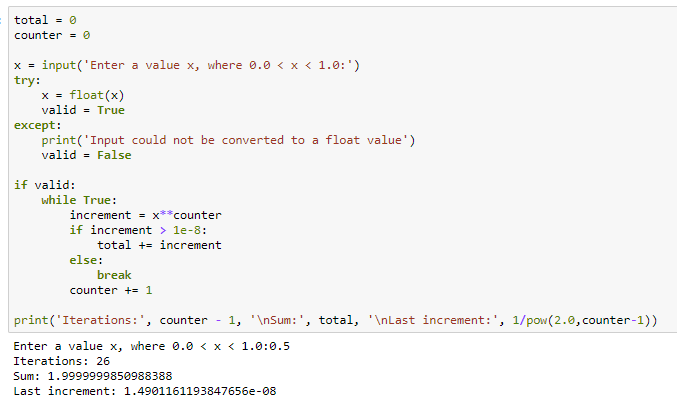 total = 0
counter = 0

x = input('Enter a value x, where 0.0 < x < 1.0:')
try:
    x = float(x)
    valid = True
except:
    print('Input could not be converted to a float value')
    valid = False

if valid:
    while True:
        increment = x**counter
        if increment > 1e-8:
            total += increment
        else:
            break
        counter += 1

print('Iterations:', counter - 1, '\nSum:', total, '\nLast increment:', 1/pow(2.0,counter-1))
Enter a value x, where 0.0 < x < 1.0:0.5
Iterations: 26
Sum: 1.9999999850988388
Last increment: 1.4901161193847656e-08